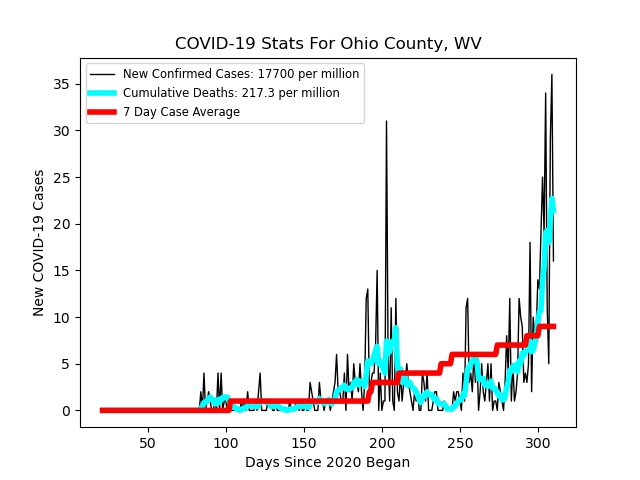 COVID-19 Stats For Ohio County, WV
New Confirmed Cases: 17700 per million
Cumulative Deaths: 217.3 per million
7 Day Case Average
New COVID-19 Cases
35
30
25
20
15
10
5
0
50 100 150 200 250 300
Days Since 2020 Began